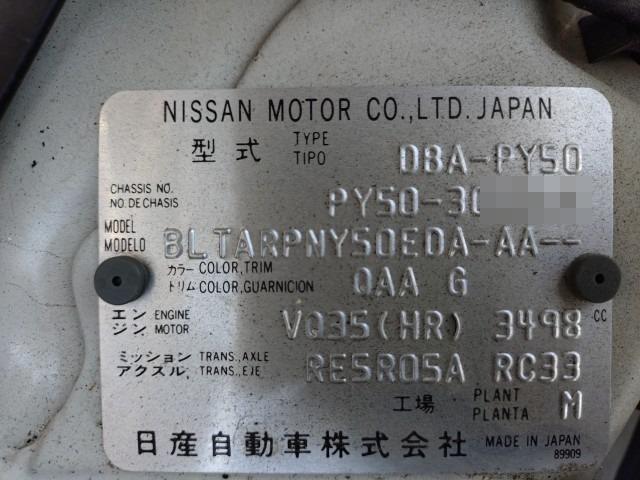 NISSAN MOTOR CO.,LTD. JAPAN
型式 TYPE TIPO DBA-PY50
CHASSIS NO. NO. DE CHASIS PY50-30
MODEL MODELO BLTARPNY50EDA-AA--
カラー COLOR,TRIM
トリム COLOR,GUARNICION QAA G
エンジン ENGINE MOTOR VQ35(HR) 3498 CC
ミッション TRANS.,AXLE
アクスル, TRANS.,EJE RE5R05A RC33
工場 PLANT PLANTA M
日産自動車株式会社 MADE IN JAPAN
89909